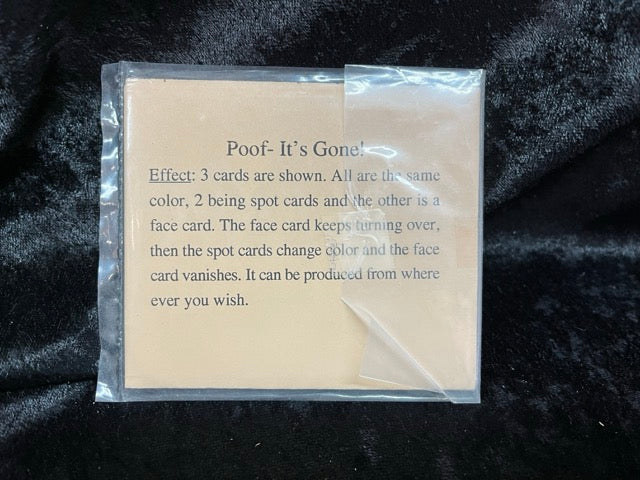 Poof- It's Gone!
Effect: 3 cards are shown. All are the same
color, 2 being spot cards and the other is a
face card. The face card keeps turning over,
then the spot cards change color and the face
card vanishes. It can be produced from where
ever you wish.